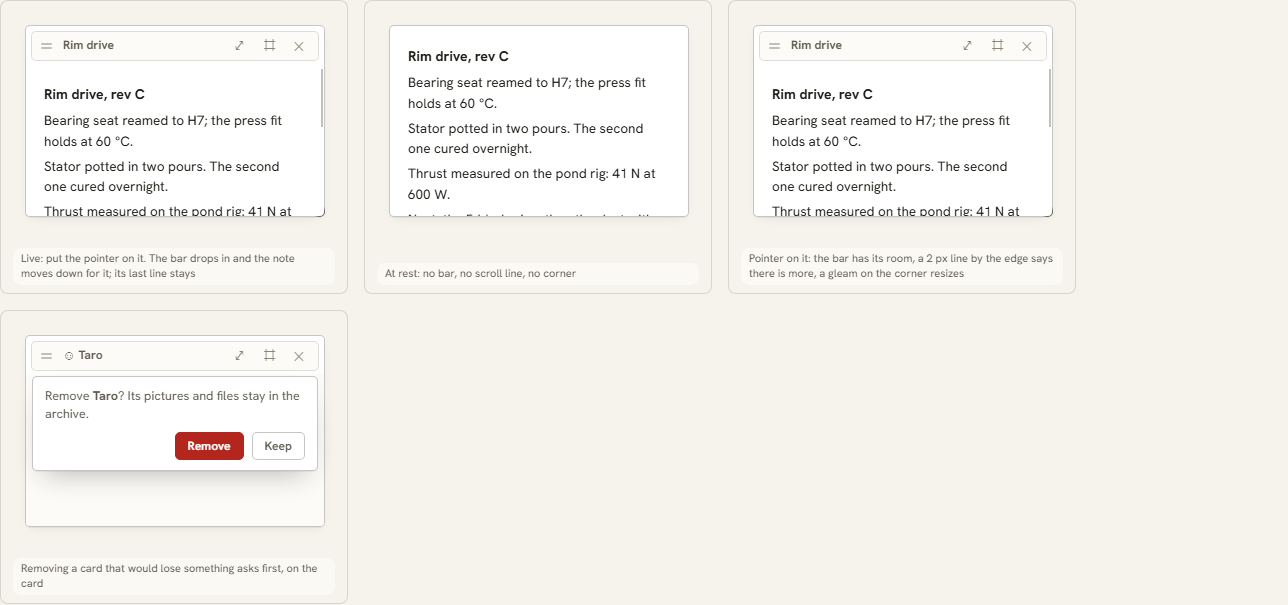 Rim drive
Rim drive, rev C
Bearing seat reamed to H7; the press fit
holds at 60 °C.
Stator potted in two pours. The second
one cured overnight.
Thrust measured on the pond rig: 41 N at
Live: put the pointer on it. The bar drops in and the note
moves down for it; its last line stays
Rim drive, rev C
Bearing seat reamed to H7; the press fit
holds at 60 °C.
Stator potted in two pours. The second
one cured overnight.
Thrust measured on the pond rig: 41 N at
600 W.
At rest: no bar, no scroll line, no corner
Rim drive
Rim drive, rev C
Bearing seat reamed to H7; the press fit
holds at 60 °C.
Stator potted in two pours. The second
one cured overnight.
Thrust measured on the pond rig: 41 N at
Pointer on it: the bar has its room, a 2 px line by the edge says
there is more, a gleam on the corner resizes
Taro
Remove Taro? Its pictures and files stay in the
archive.
Remove
Keep
Removing a card that would lose something asks first, on the
card